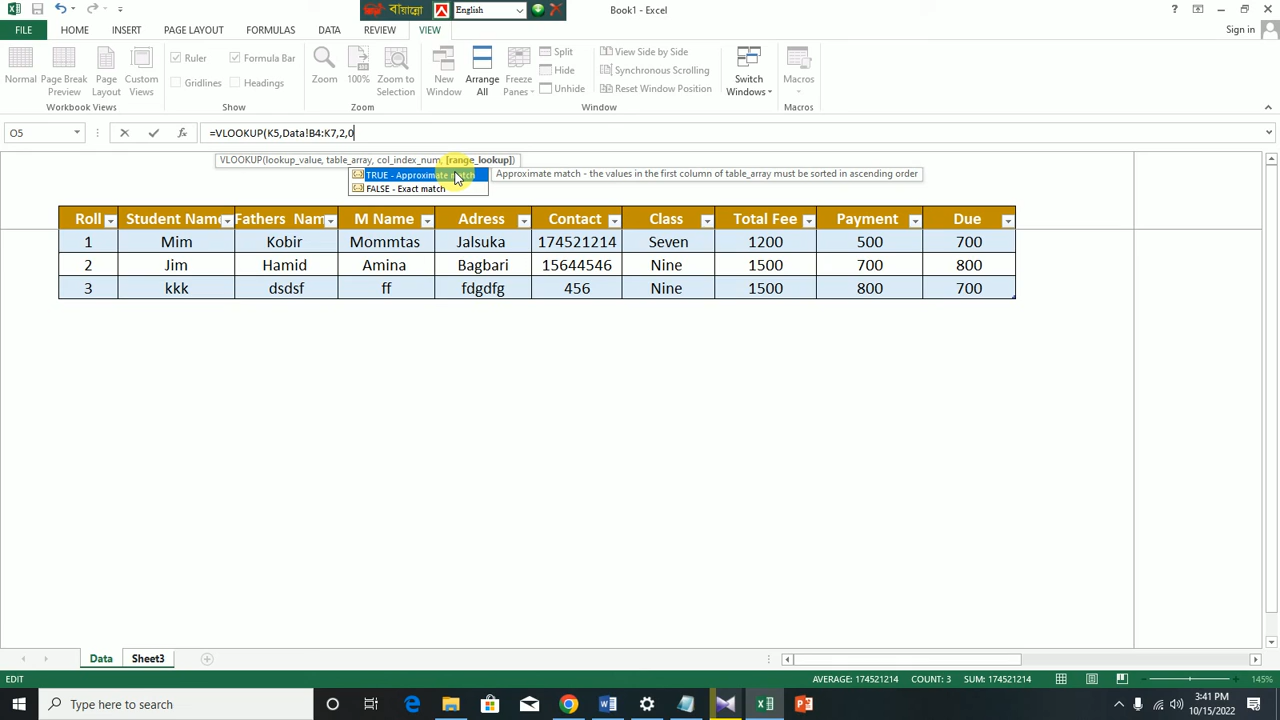 বায়ান্নো English
Book1 - Excel
?
FILE HOME INSERT PAGE LAYOUT FORMULAS DATA REVIEW VIEW Sign in
Normal Page Break Preview Page Layout Custom Views
Ruler Formula Bar
Gridlines Headings
Zoom 100% Zoom to Selection
New Window Arrange All Freeze Panes
Split
Hide
Unhide
View Side by Side
Synchronous Scrolling
Reset Window Position
Switch Windows Macros
Workbook Views Show Zoom Window Macros
O5 fx =VLOOKUP(K5,Data!B4:K7,2,0
VLOOKUP(lookup_value, table_array, col_index_num, [range_lookup])
TRUE - Approximate match Approximate match - the values in the first column of table_array must be sorted in ascending order
FALSE - Exact match
Roll Student Name Fathers Nam M Name Adress Contact Class Total Fee Payment Due
1 Mim Kobir Mommtas Jalsuka 174521214 Seven 1200 500 700
2 Jim Hamid Amina Bagbari 15644546 Nine 1500 700 800
3 kkk dsdsf ff fdgdfg 456 Nine 1500 800 700
Data Sheet3
EDIT AVERAGE: 174521214 COUNT: 3 SUM: 174521214 145%
Type here to search
3:41 PM
10/15/2022